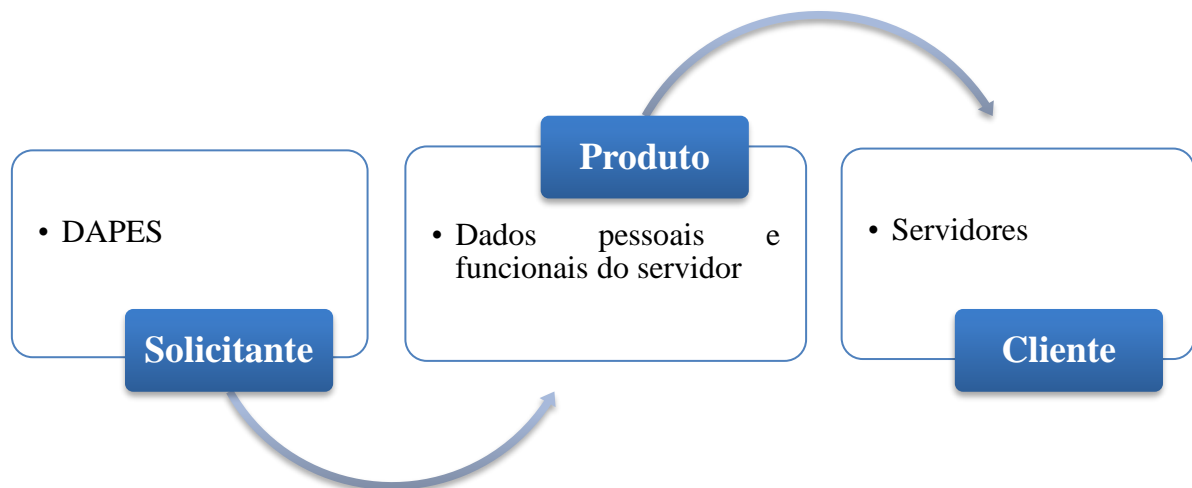 • DAPES
Solicitante
Produto
• Dados pessoais e
funcionais do servidor
• Servidores
Cliente